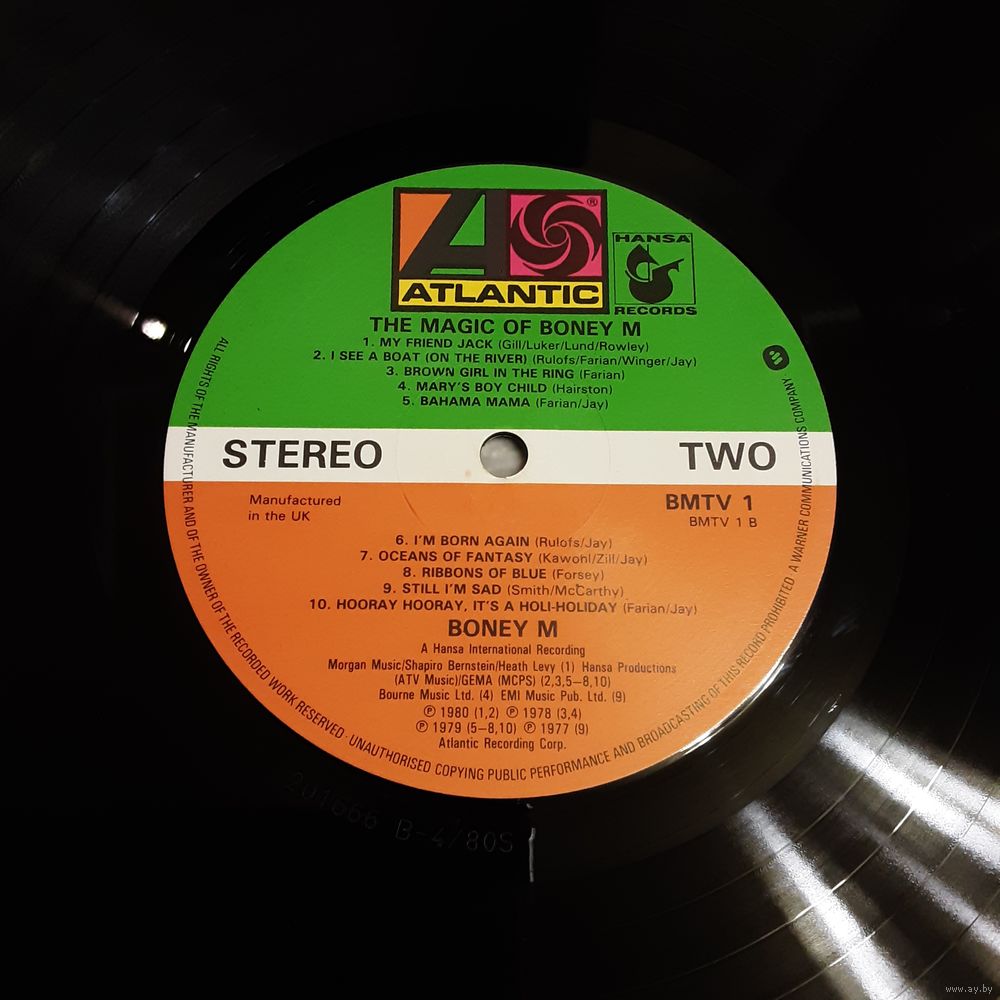 ATLANTIC ®
HANSA
RECORDS
THE MAGIC OF BONEY M
1. MY FRIEND JACK (Gill/Luker/Lund/Rowley)
2. I SEE A BOAT (ON THE RIVER) (Rulofs/Farian/Winger/Jay)
3. BROWN GIRL IN THE RING (Farian)
4. MARY'S BOY CHILD (Hairston)
5. BAHAMA MAMA (Farian/Jay)
STEREO
TWO
Manufactured
in the UK
BMTV 1
BMTV 1 B
6. I'M BORN AGAIN (Rulofs/Jay)
7. OCEANS OF FANTASY (Kawohl/Zill/Jay)
8. RIBBONS OF BLUE (Forsey)
9. STILL I'M SAD (Smith/McCarthy)
10. HOORAY HOORAY, IT'S A HOLI-HOLIDAY (Farian/Jay)
BONEY M
A Hansa International Recording
Morgan Music/Shapiro Bernstein/Heath Levy (1) Hansa Productions
(ATV Music)/GEMA (MCPS) (2,3,5–8,10)
Bourne Music Ltd. (4) EMI Music Pub. Ltd. (9)
℗ 1980 (1,2) ℗ 1978 (3,4)
℗ 1979 (5–8,10) ℗ 1977 (9)
Atlantic Recording Corp.
ALL RIGHTS OF THE MANUFACTURER AND OF THE OWNER OF THE RECORDED WORK RESERVED · UNAUTHORISED COPYING PUBLIC PERFORMANCE AND BROADCASTING OF THIS RECORD PROHIBITED A WARNER COMMUNICATIONS COMPANY.
201666 B-4/80S
www.ay.by